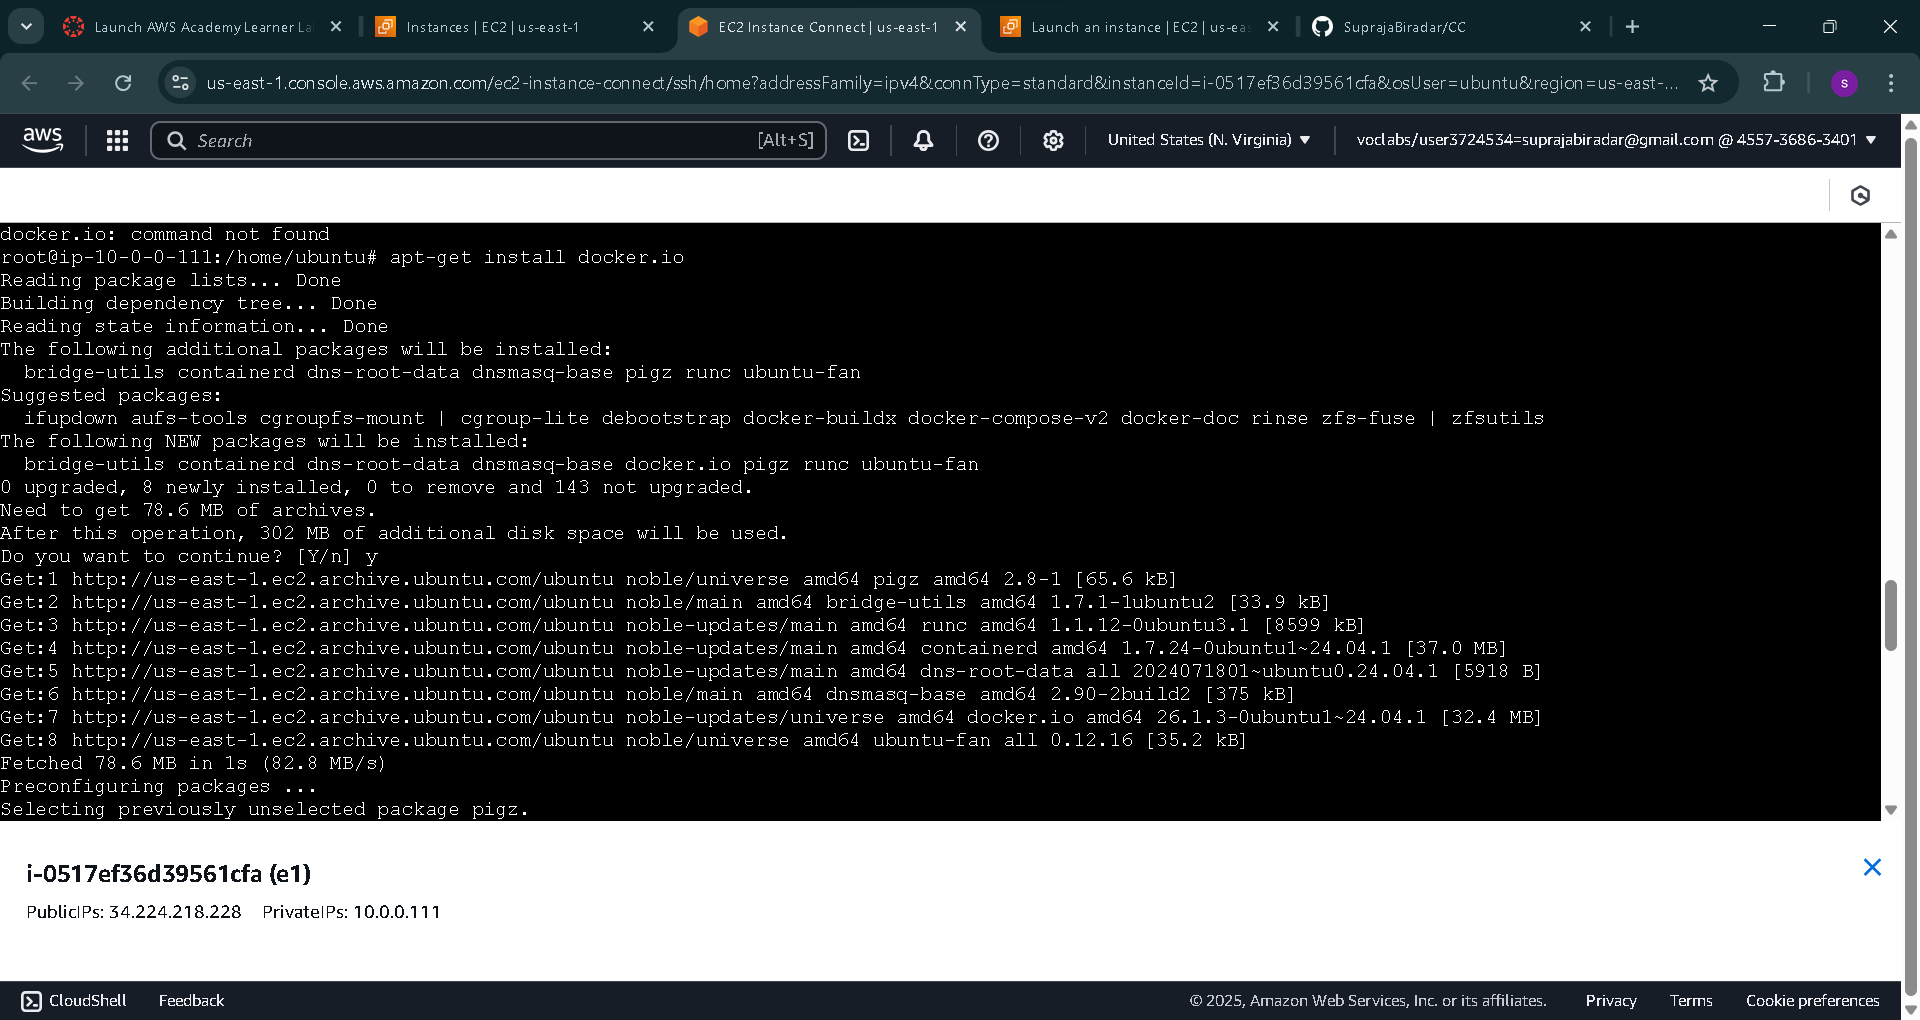 Launch AWS Academy Learner La
Instances | EC2 | us-east-1
EC2 Instance Connect | us-east-1
Launch an instance | EC2 | us-ea
SuprajaBiradar/CC
us-east-1.console.aws.amazon.com/ec2-instance-connect/ssh/home?addressFamily=ipv4&connType=standard&instanceId=i-0517ef36d39561cfa&osUser=ubuntu&region=us-east-...
S
aws
Search
[Alt+S]
United States (N. Virginia)
voclabs/user3724534=suprajabiradar@gmail.com @ 4557-3686-3401
docker.io: command not found
root@ip-10-0-0-111:/home/ubuntu# apt-get install docker.io
Reading package lists... Done
Building dependency tree... Done
Reading state information... Done
The following additional packages will be installed:
  bridge-utils containerd dns-root-data dnsmasq-base pigz runc ubuntu-fan
Suggested packages:
  ifupdown aufs-tools cgroupfs-mount | cgroup-lite debootstrap docker-buildx docker-compose-v2 docker-doc rinse zfs-fuse | zfsutils
The following NEW packages will be installed:
  bridge-utils containerd dns-root-data dnsmasq-base docker.io pigz runc ubuntu-fan
0 upgraded, 8 newly installed, 0 to remove and 143 not upgraded.
Need to get 78.6 MB of archives.
After this operation, 302 MB of additional disk space will be used.
Do you want to continue? [Y/n] y
Get:1 http://us-east-1.ec2.archive.ubuntu.com/ubuntu noble/universe amd64 pigz amd64 2.8-1 [65.6 kB]
Get:2 http://us-east-1.ec2.archive.ubuntu.com/ubuntu noble/main amd64 bridge-utils amd64 1.7.1-1ubuntu2 [33.9 kB]
Get:3 http://us-east-1.ec2.archive.ubuntu.com/ubuntu noble-updates/main amd64 runc amd64 1.1.12-0ubuntu3.1 [8599 kB]
Get:4 http://us-east-1.ec2.archive.ubuntu.com/ubuntu noble-updates/main amd64 containerd amd64 1.7.24-0ubuntu1~24.04.1 [37.0 MB]
Get:5 http://us-east-1.ec2.archive.ubuntu.com/ubuntu noble-updates/main amd64 dns-root-data all 2024071801~ubuntu0.24.04.1 [5918 B]
Get:6 http://us-east-1.ec2.archive.ubuntu.com/ubuntu noble/main amd64 dnsmasq-base amd64 2.90-2build2 [375 kB]
Get:7 http://us-east-1.ec2.archive.ubuntu.com/ubuntu noble-updates/universe amd64 docker.io amd64 26.1.3-0ubuntu1~24.04.1 [32.4 MB]
Get:8 http://us-east-1.ec2.archive.ubuntu.com/ubuntu noble/universe amd64 ubuntu-fan all 0.12.16 [35.2 kB]
Fetched 78.6 MB in 1s (82.8 MB/s)
Preconfiguring packages ...
Selecting previously unselected package pigz.
i-0517ef36d39561cfa (e1)
PublicIPs: 34.224.218.228 PrivateIPs: 10.0.0.111
CloudShell
Feedback
© 2025, Amazon Web Services, Inc. or its affiliates.
Privacy
Terms
Cookie preferences